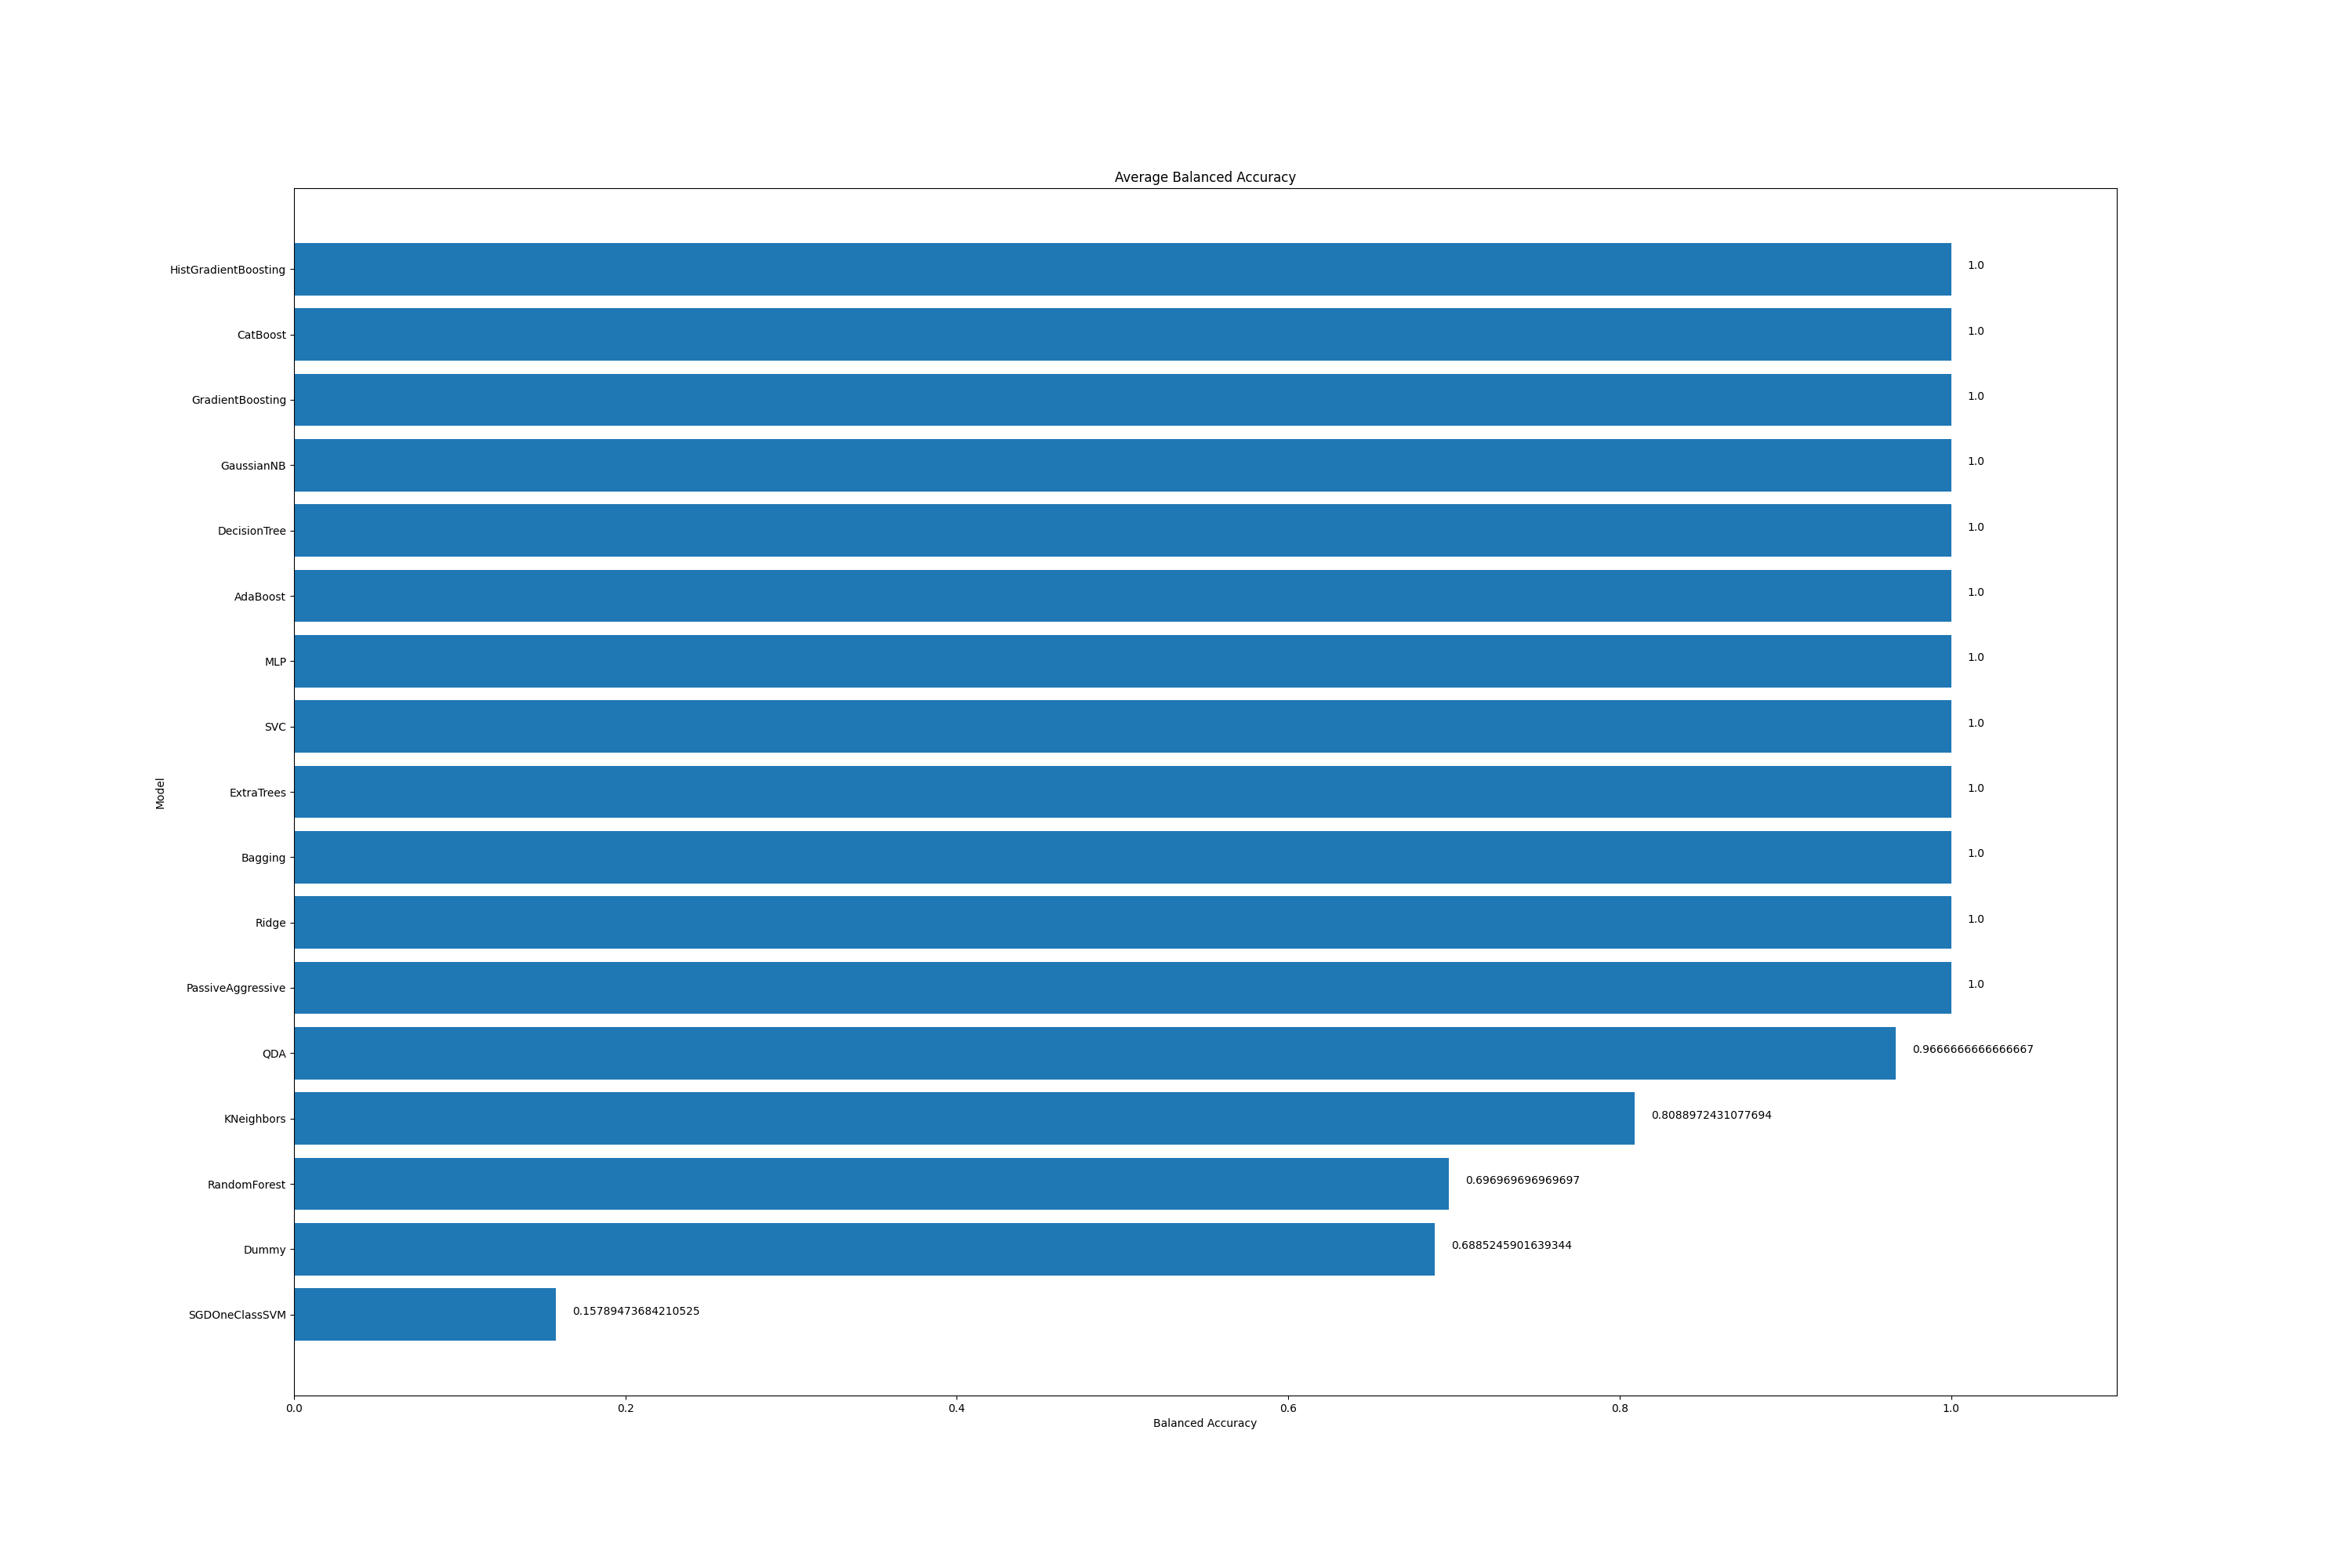 Average Balanced Accuracy
HistGradientBoosting 1.0
CatBoost 1.0
GradientBoosting 1.0
GaussianNB 1.0
DecisionTree 1.0
AdaBoost 1.0
MLP 1.0
SVC 1.0
ExtraTrees 1.0
Model
Bagging 1.0
Ridge 1.0
PassiveAggressive 1.0
QDA 0.9666666666666667
KNeighbors 0.8088972431077694
RandomForest 0.696969696969697
Dummy 0.6885245901639344
SGDOneClassSVM 0.15789473684210525
0.0 0.2 0.4 0.6 0.8 1.0
Balanced Accuracy